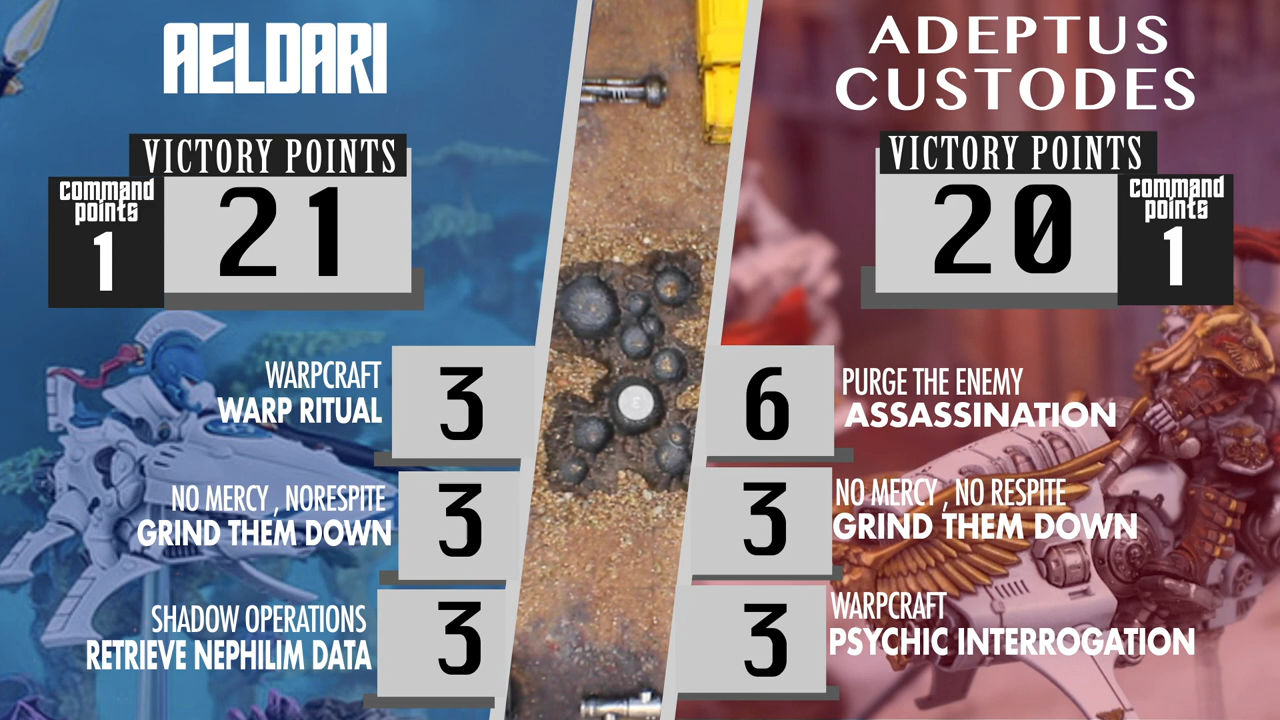 AELDARI
VICTORY POINTS
command
points
1
21
WARPCRAFT
WARP RITUAL
3
NO MERCY , NORESPITE
GRIND THEM DOWN
3
SHADOW OPERATIONS
RETRIEVE NEPHILIM DATA
3
3
ADEPTUS
CUSTODES
VICTORY POINTS
20
command
points
1
6
PURGE THE ENEMY
ASSASSINATION
3
NO MERCY , NO RESPITE
GRIND THEM DOWN
3
WARPCRAFT
PSYCHIC INTERROGATION